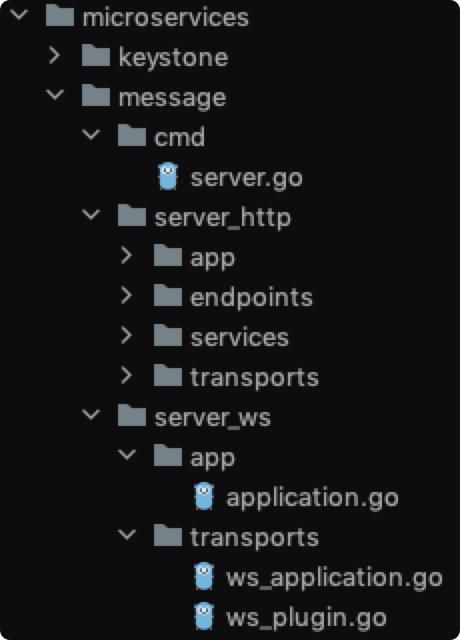 microservices
keystone
message
cmd
server.go
server_http
app
endpoints
services
transports
server_ws
app
application.go
transports
ws_application.go
ws_plugin.go